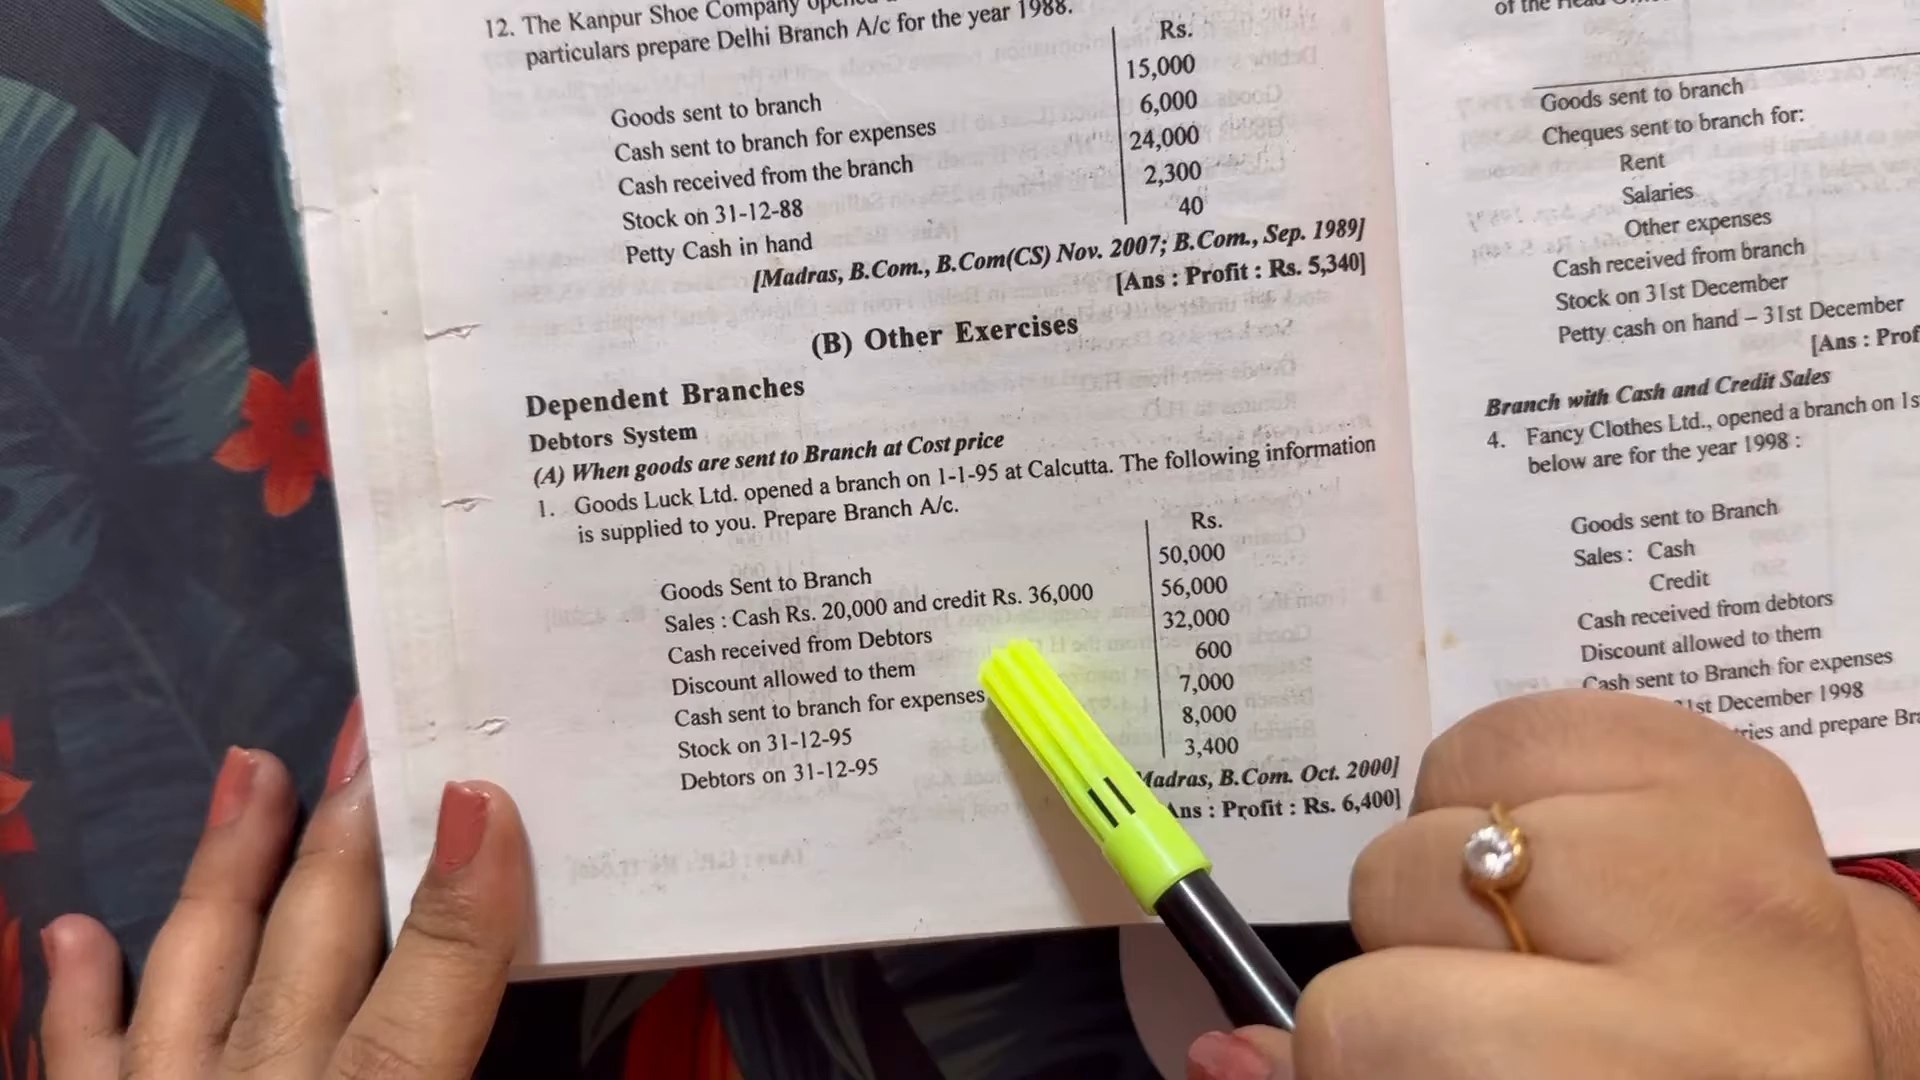 12. The Kanpur Shoe Company opened
particulars prepare Delhi Branch A/c for the year 1988.
Rs.
Goods sent to branch 15,000
Cash sent to branch for expenses 6,000
Cash received from the branch 24,000
Stock on 31-12-88 2,300
Petty Cash in hand 40
[Madras, B.Com., B.Com(CS) Nov. 2007; B.Com., Sep. 1989]
[Ans : Profit : Rs. 5,340]
(B) Other Exercises
Dependent Branches
Debtors System
(A) When goods are sent to Branch at Cost price
1. Goods Luck Ltd. opened a branch on 1-1-95 at Calcutta. The following information
is supplied to you. Prepare Branch A/c.
Rs.
Goods Sent to Branch 50,000
Sales : Cash Rs. 20,000 and credit Rs. 36,000 56,000
Cash received from Debtors 32,000
Discount allowed to them 600
Cash sent to branch for expenses 7,000
Stock on 31-12-95 8,000
Debtors on 31-12-95 3,400
Madras, B.Com. Oct. 2000]
Ans : Profit : Rs. 6,400]
of the Head
Goods sent to branch
Cheques sent to branch for:
Rent
Salaries
Other expenses
Cash received from branch
Stock on 31st December
Petty cash on hand – 31st December
[Ans : Prof
Branch with Cash and Credit Sales
4. Fancy Clothes Ltd., opened a branch on 1s
below are for the year 1998 :
Goods sent to Branch
Sales : Cash
Credit
Cash received from debtors
Discount allowed to them
Cash sent to Branch for expenses
1st December 1998
tries and prepare Bra